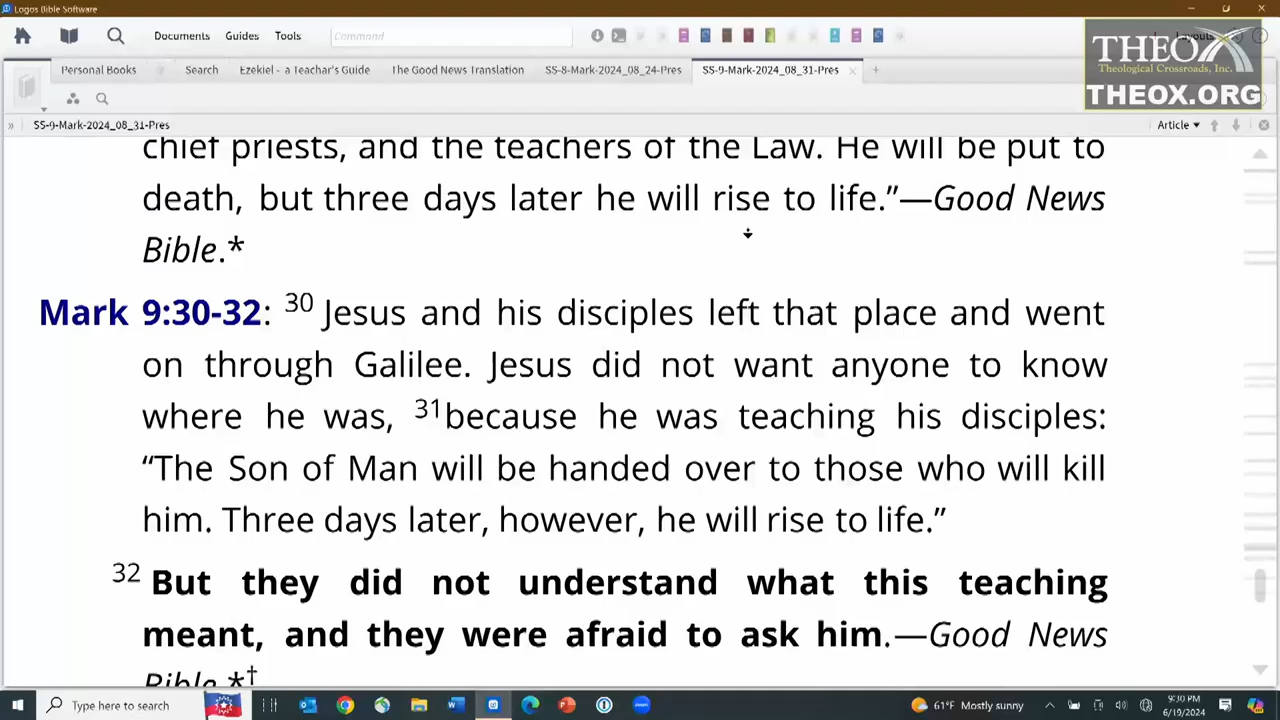 Logos Bible Software
Documents Guides Tools Command Layouts
THEOX
Theological Crossroads, Inc.
THEOX.ORG
Personal Books Search Ezekiel - a Teacher's Guide SS-8-Mark-2024_08_24-Pres SS-9-Mark-2024_08_31-Pres
SS-9-Mark-2024_08_31-Pres Article
chief priests, and the teachers of the Law. He will be put to
death, but three days later he will rise to life.”—Good News
Bible.*
Mark 9:30-32: 30 Jesus and his disciples left that place and went
on through Galilee. Jesus did not want anyone to know
where he was, 31 because he was teaching his disciples:
“The Son of Man will be handed over to those who will kill
him. Three days later, however, he will rise to life.”
32 But they did not understand what this teaching
meant, and they were afraid to ask him.—Good News
Bible.*†
Type here to search 61°F Mostly sunny 9:30 PM
6/19/2024